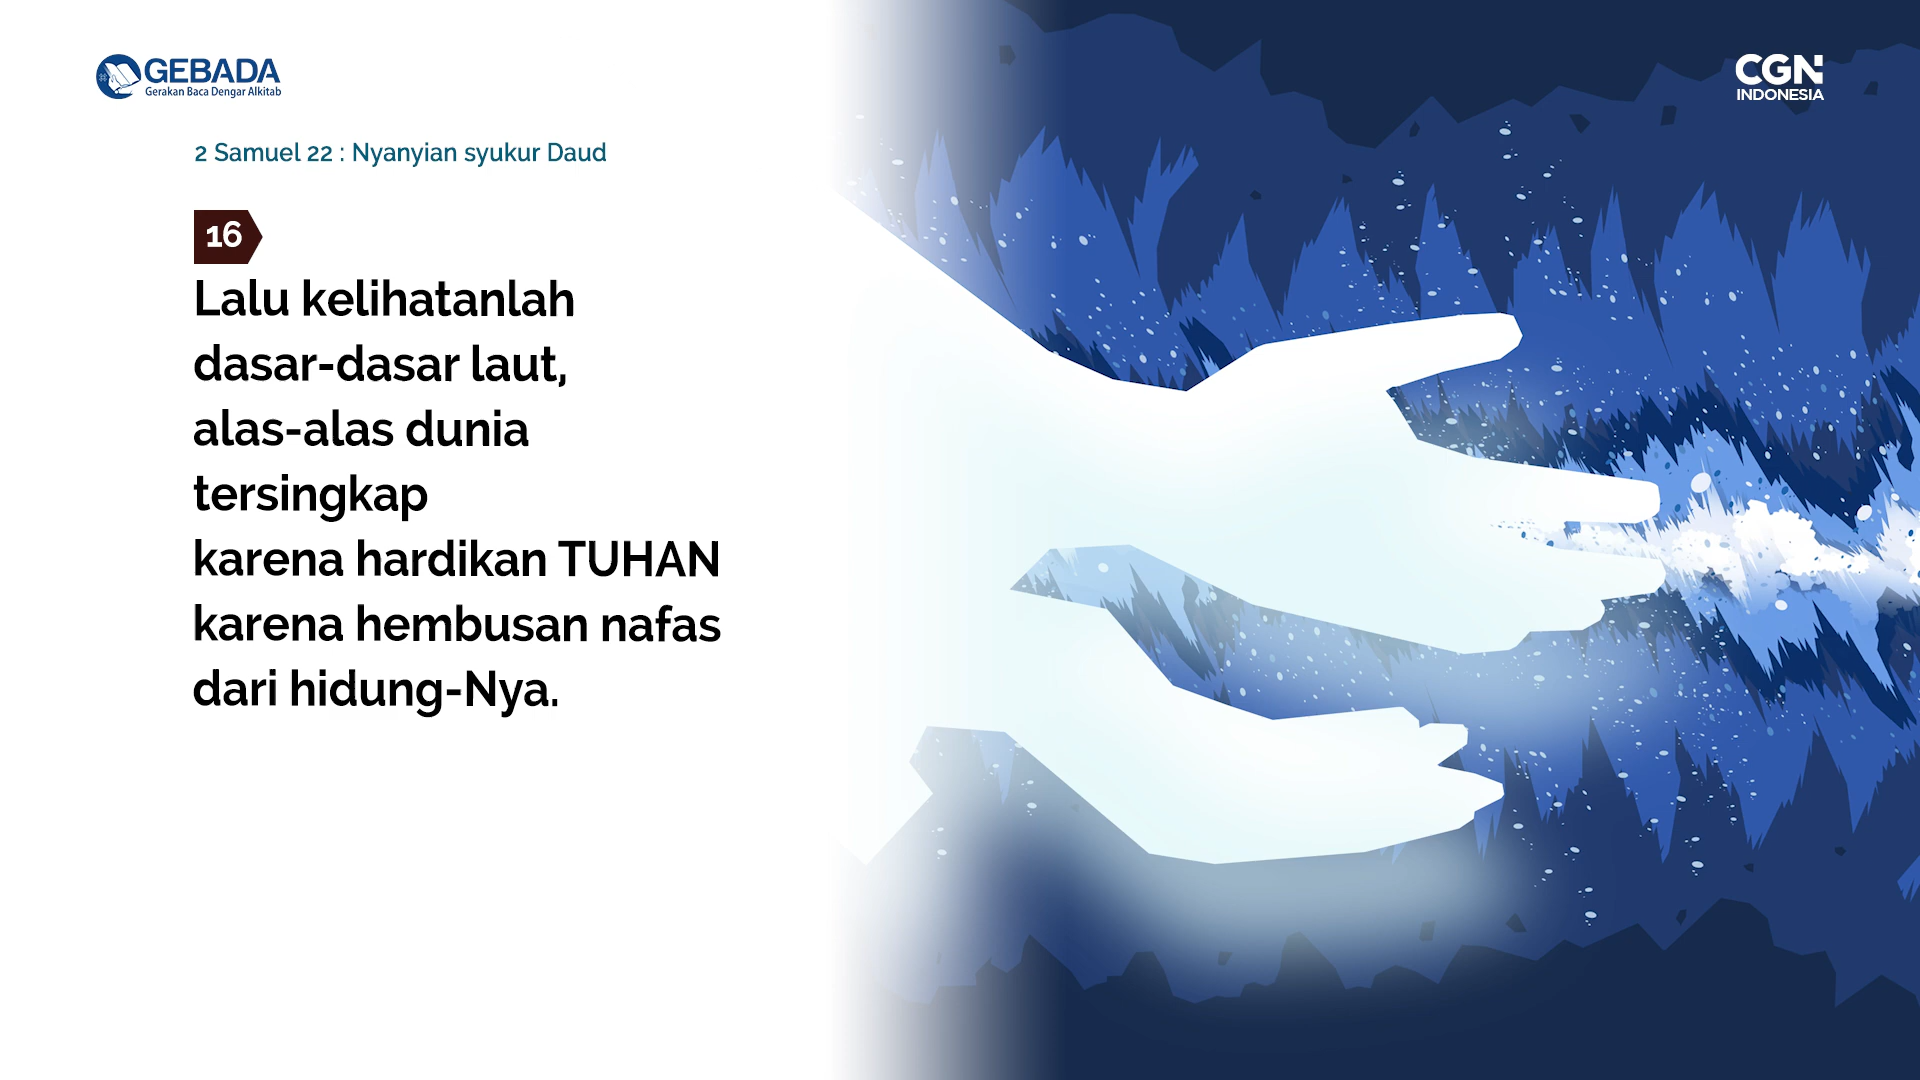 GEBADA
Gerakan Baca Dengar Alkitab
CGN
INDONESIA
2 Samuel 22 : Nyanyian syukur Daud
16
Lalu kelihatanlah
dasar-dasar laut,
alas-alas dunia
tersingkap
karena hardikan TUHAN
karena hembusan nafas
dari hidung-Nya.